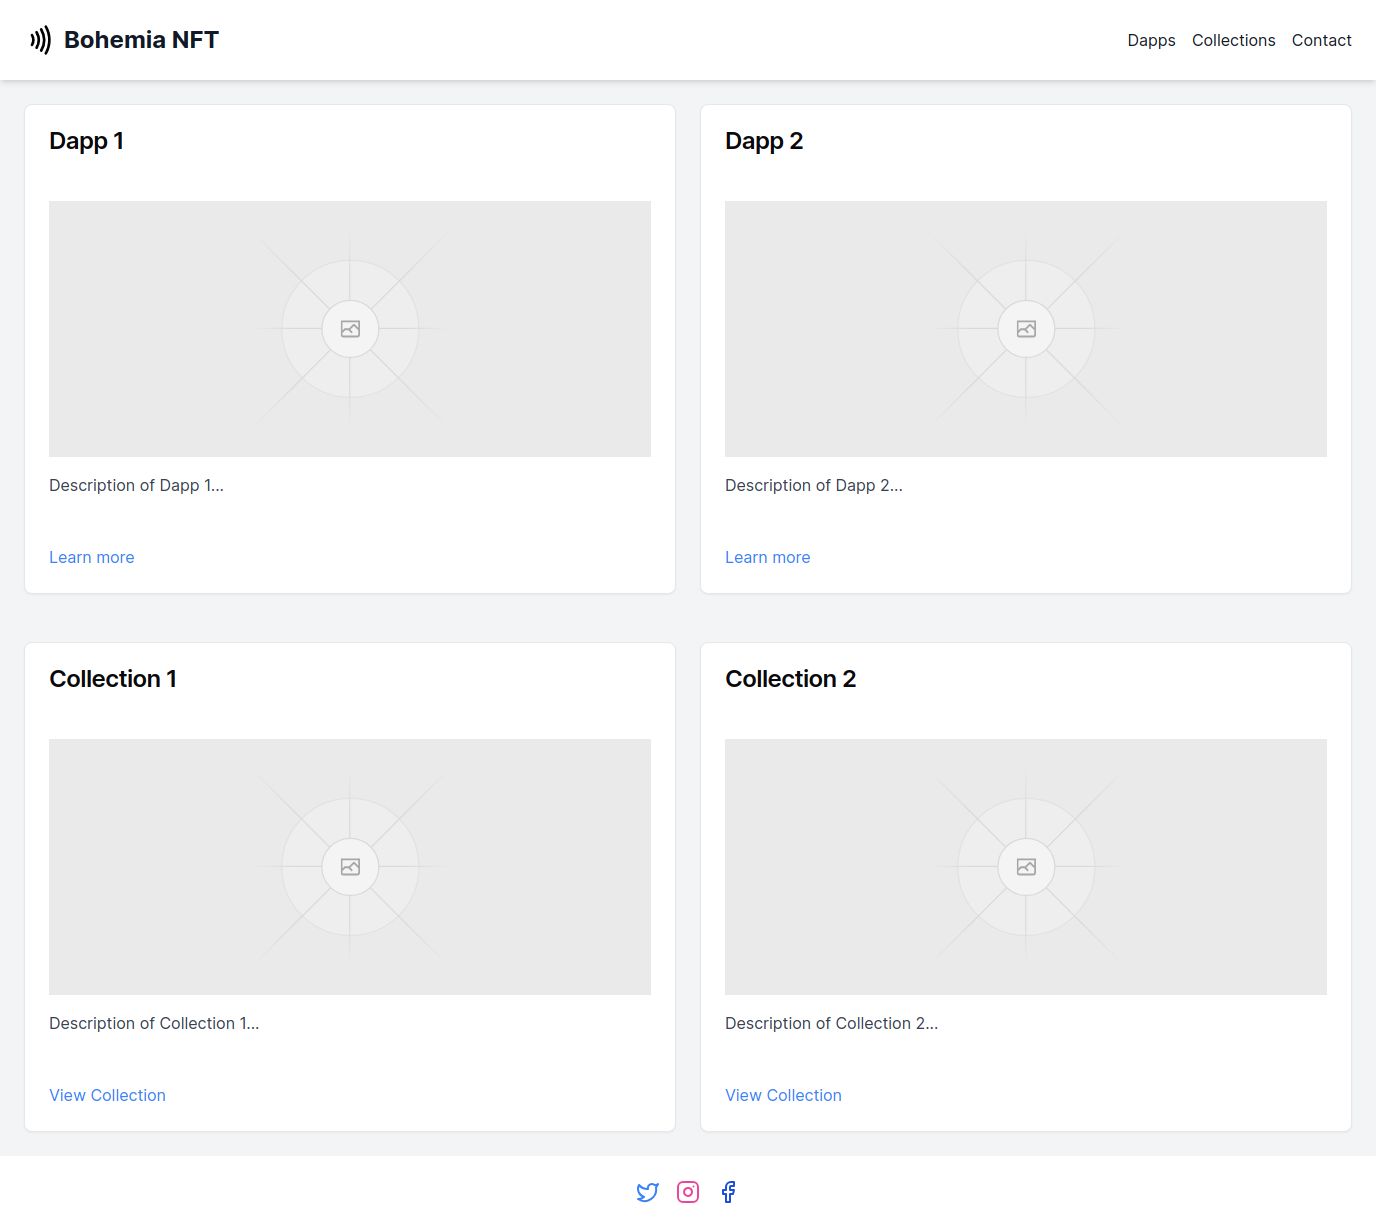 Bohemia NFT
Dapps Collections Contact
Dapp 1
Dapp 2
Description of Dapp 1...
Description of Dapp 2...
Learn more
Learn more
Collection 1
Collection 2
Description of Collection 1...
Description of Collection 2...
View Collection
View Collection